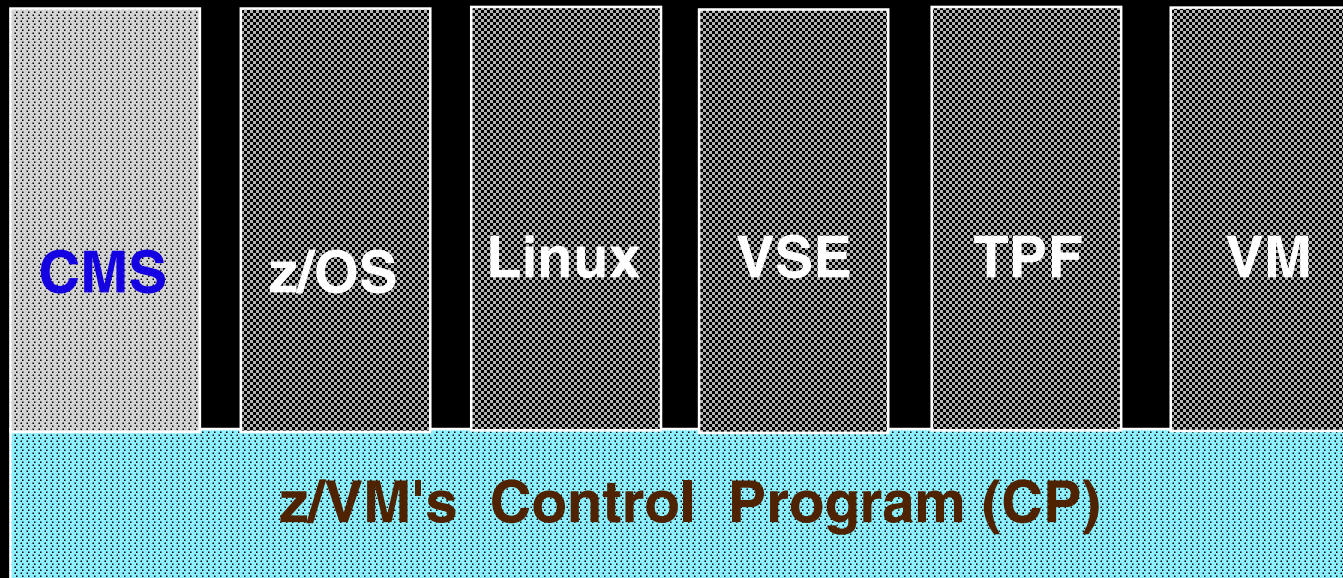 CMS
z/OS
Linux
VSE
TPF
VM
z/VM's Control Program (CP)